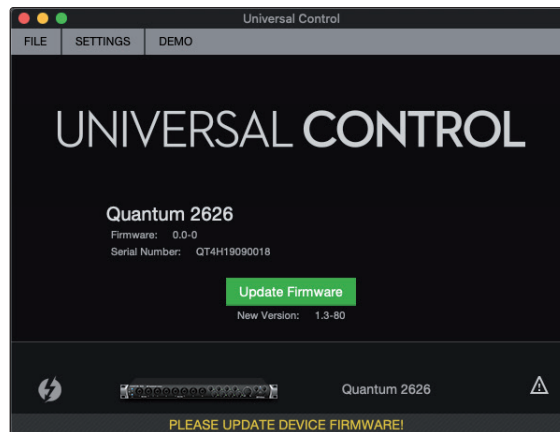 Universal Control
FILE SETTINGS DEMO
UNIVERSAL CONTROL
Quantum 2626
Firmware: 0.0-0
Serial Number: QT4H19090018
Update Firmware
New Version: 1.3-80
Quantum 2626
PLEASE UPDATE DEVICE FIRMWARE!